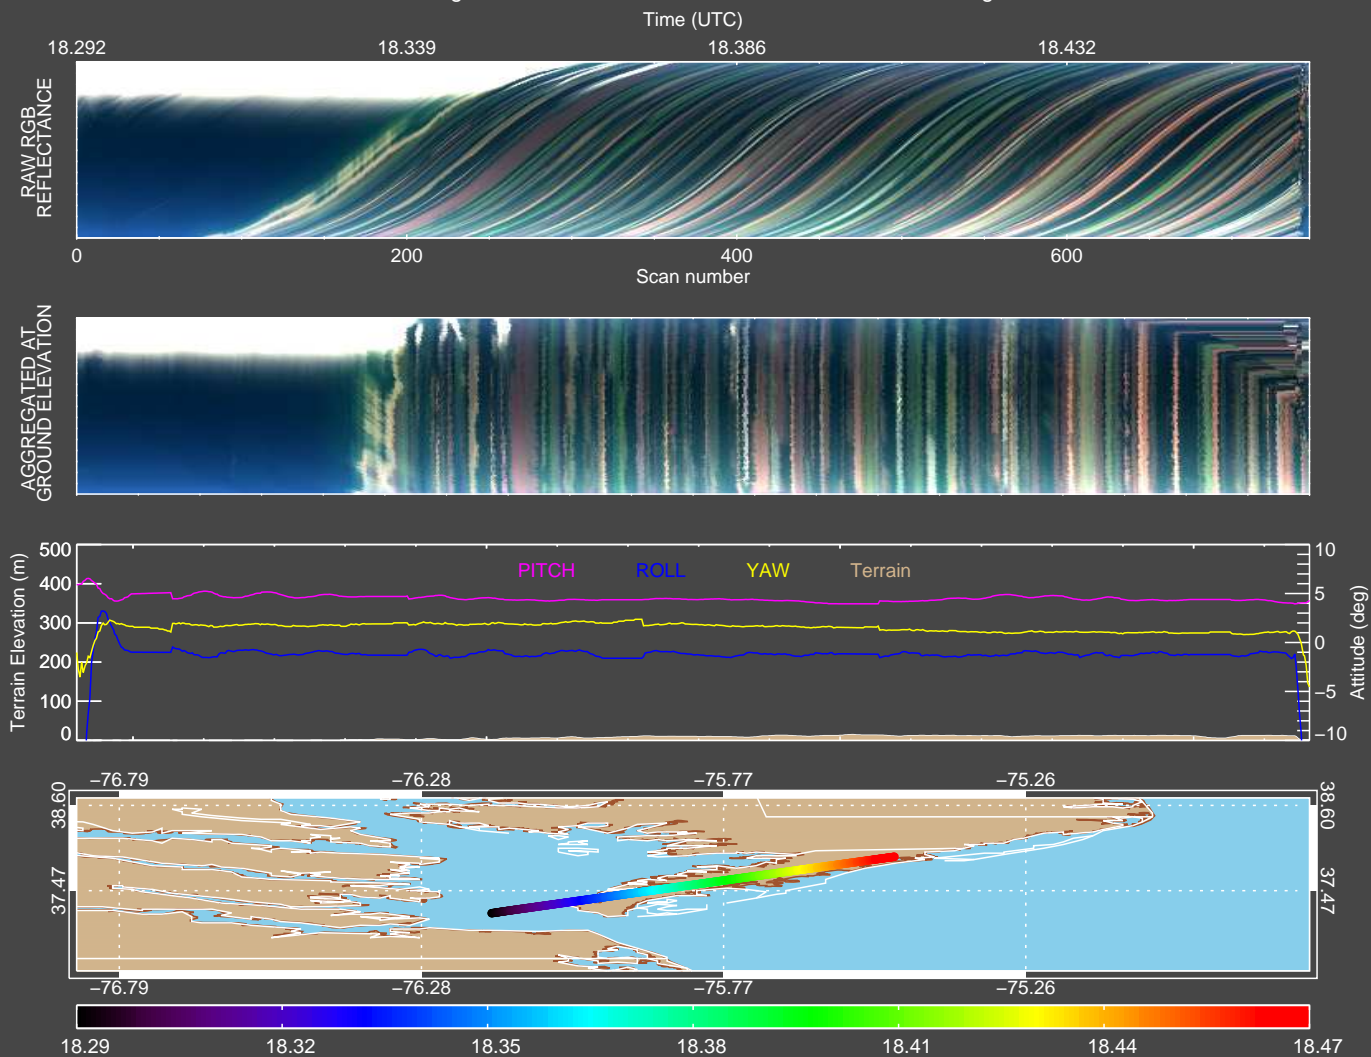 Time (UTC)
18.292 18.339 18.386 18.432
RAW RGB
REFLECTANCE
0 200 400 600
Scan number
AGGREGATED AT
GROUND ELEVATION
500 10
PITCH ROLL YAW Terrain
400 5
300 0
200
100 −5
0 −10
Terrain Elevation (m)
Attitude (deg)
−76.79 −76.28 −75.77 −75.26
38.60 38.60
37.47 37.47
−76.79 −76.28 −75.77 −75.26
18.29 18.32 18.35 18.38 18.41 18.44 18.47